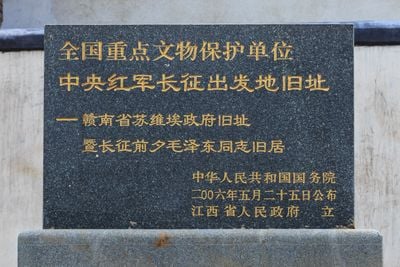 全国重点文物保护单位
中央红军长征出发地旧址
—赣南省苏维埃政府旧址
暨长征前夕毛泽东同志旧居
中华人民共和国国务院
二00六年五月二十五日公布
江西省人民政府 立